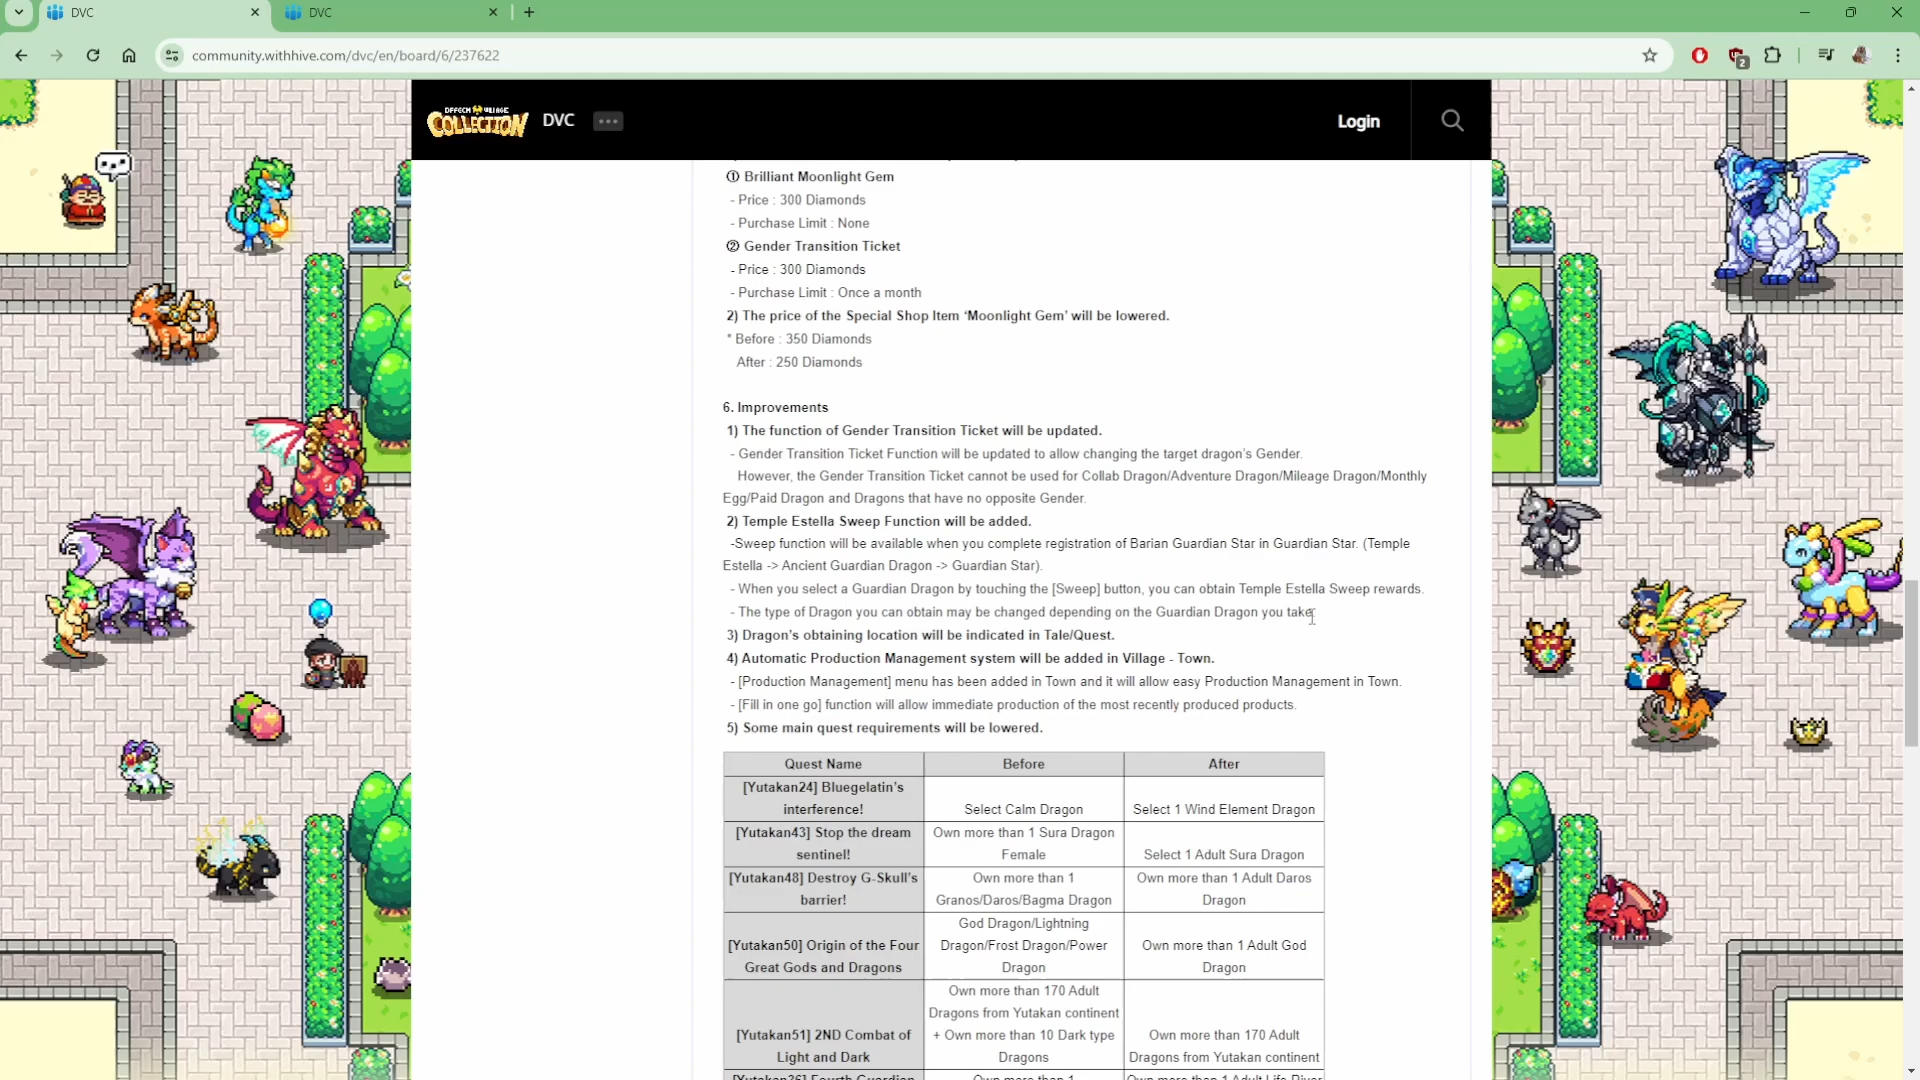 DVC
DVC
community.withhive.com/dvc/en/board/6/237622
2
COLLECTION
DVC
Login
① Brilliant Moonlight Gem
- Price : 300 Diamonds
- Purchase Limit : None
② Gender Transition Ticket
- Price : 300 Diamonds
- Purchase Limit : Once a month
2) The price of the Special Shop Item ‘Moonlight Gem’ will be lowered.
* Before : 350 Diamonds
After : 250 Diamonds
6. Improvements
1) The function of Gender Transition Ticket will be updated.
- Gender Transition Ticket Function will be updated to allow changing the target dragon’s Gender.
However, the Gender Transition Ticket cannot be used for Collab Dragon/Adventure Dragon/Mileage Dragon/Monthly
Egg/Paid Dragon and Dragons that have no opposite Gender.
2) Temple Estella Sweep Function will be added.
-Sweep function will be available when you complete registration of Barian Guardian Star in Guardian Star. (Temple
Estella -> Ancient Guardian Dragon -> Guardian Star).
- When you select a Guardian Dragon by touching the [Sweep] button, you can obtain Temple Estella Sweep rewards.
- The type of Dragon you can obtain may be changed depending on the Guardian Dragon you take.
3) Dragon’s obtaining location will be indicated in Tale/Quest.
4) Automatic Production Management system will be added in Village - Town.
- [Production Management] menu has been added in Town and it will allow easy Production Management in Town.
- [Fill in one go] function will allow immediate production of the most recently produced products.
5) Some main quest requirements will be lowered.
Quest Name Before After
[Yutakan24] Bluegelatin’s
interference! Select Calm Dragon Select 1 Wind Element Dragon
[Yutakan43] Stop the dream Own more than 1 Sura Dragon
sentinel! Female Select 1 Adult Sura Dragon
[Yutakan48] Destroy G-Skull’s Own more than 1 Own more than 1 Adult Daros
barrier! Granos/Daros/Bagma Dragon Dragon
God Dragon/Lightning
[Yutakan50] Origin of the Four Dragon/Frost Dragon/Power Own more than 1 Adult God
Great Gods and Dragons Dragon Dragon
Own more than 170 Adult
Dragons from Yutakan continent
[Yutakan51] 2ND Combat of + Own more than 10 Dark type Own more than 170 Adult
Light and Dark Dragons Dragons from Yutakan continent